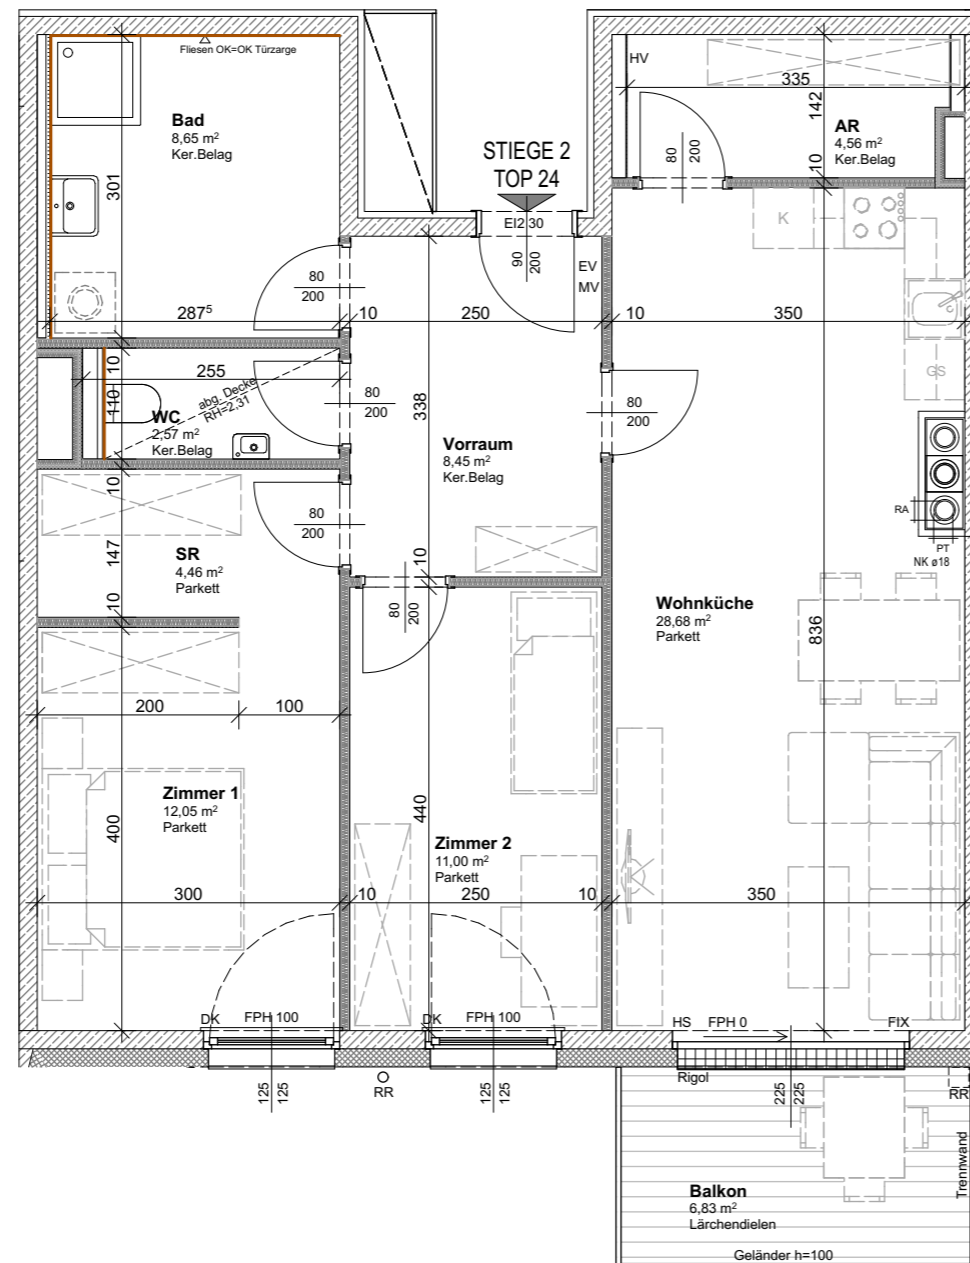 Fliesen OK=OK Türzarge
HV
335
142
Bad
8,65 m²
Ker.Belag
AR
4,56 m²
Ker.Belag
STIEGE 2
TOP 24
80
200
10
301
K
EI2 30
90
200
EV
MV
80
200
287⁵
10
250
10
350
GS
10
255
110
abg. Decke
RH=2,31
80
200
338
80
200
WC
2,57 m²
Ker.Belag
Vorraum
8,45 m²
Ker.Belag
10
RA
PT
NK ø18
80
200
147
SR
4,46 m²
Parkett
10
10
80
200
Wohnküche
28,68 m²
Parkett
836
200
100
Zimmer 1
12,05 m²
Parkett
400
440
Zimmer 2
11,00 m²
Parkett
300
10
250
10
350
DK
FPH 100
DK
FPH 100
HS
FPH 0
FIX
125
125
RR
125
125
Rigol
225
225
RR
Trennwand
Balkon
6,83 m²
Lärchendielen
Geländer h=100